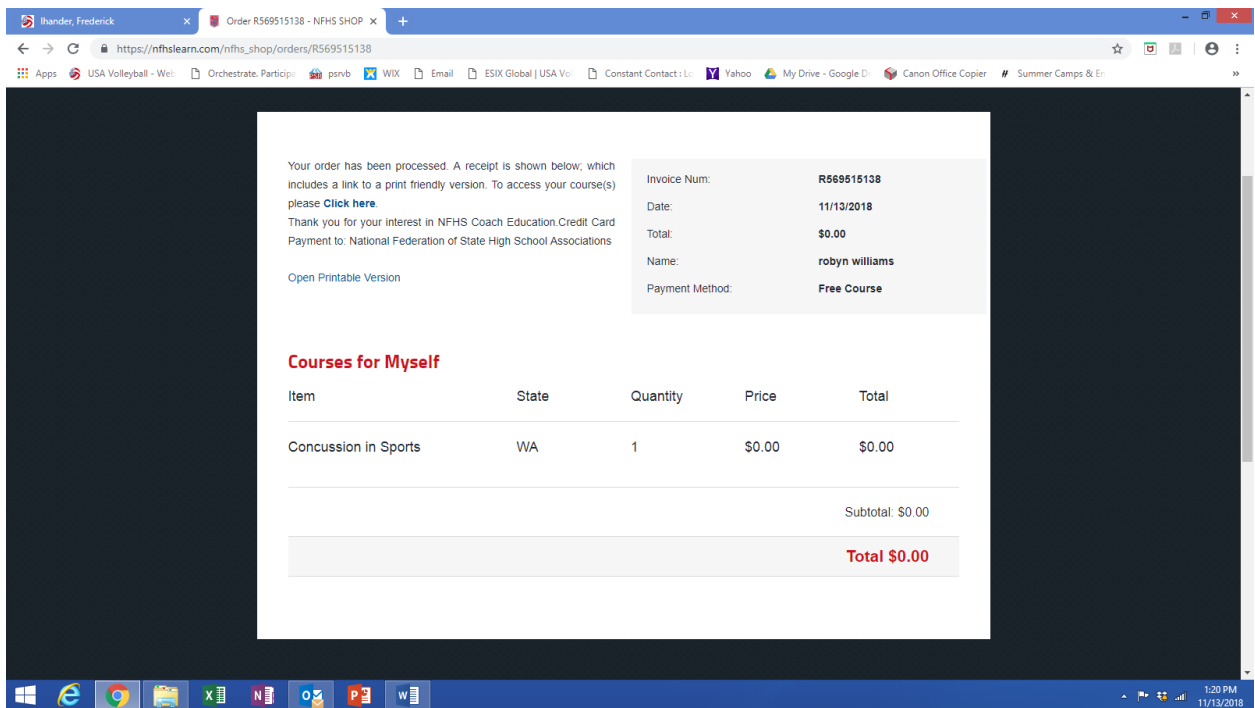 lhander, Frederick
Order R569515138 - NFHS SHOP
https://nfhslearn.com/nfhs_shop/orders/R569515138
Apps USA Volleyball - Web Orchestrate. Participa psrvb WIX Email ESIX Global | USA Vo Constant Contact : Lo Yahoo My Drive - Google D Canon Office Copier Summer Camps & En »
Your order has been processed. A receipt is shown below; which
includes a link to a print friendly version. To access your course(s)
please Click here.
Thank you for your interest in NFHS Coach Education.Credit Card
Payment to: National Federation of State High School Associations
Open Printable Version
Invoice Num: R569515138
Date: 11/13/2018
Total: $0.00
Name: robyn williams
Payment Method: Free Course
Courses for Myself
Item State Quantity Price Total
Concussion in Sports WA 1 $0.00 $0.00
Subtotal: $0.00
Total $0.00
1:20 PM
11/13/2018